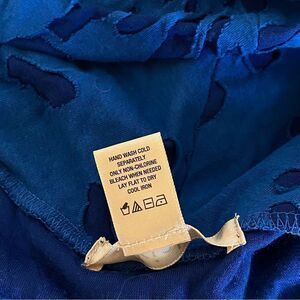 HAND WASH COLD
SEPARATELY
ONLY NON-CHLORINE
BLEACH WHEN NEEDED
LAY FLAT TO DRY
COOL IRON